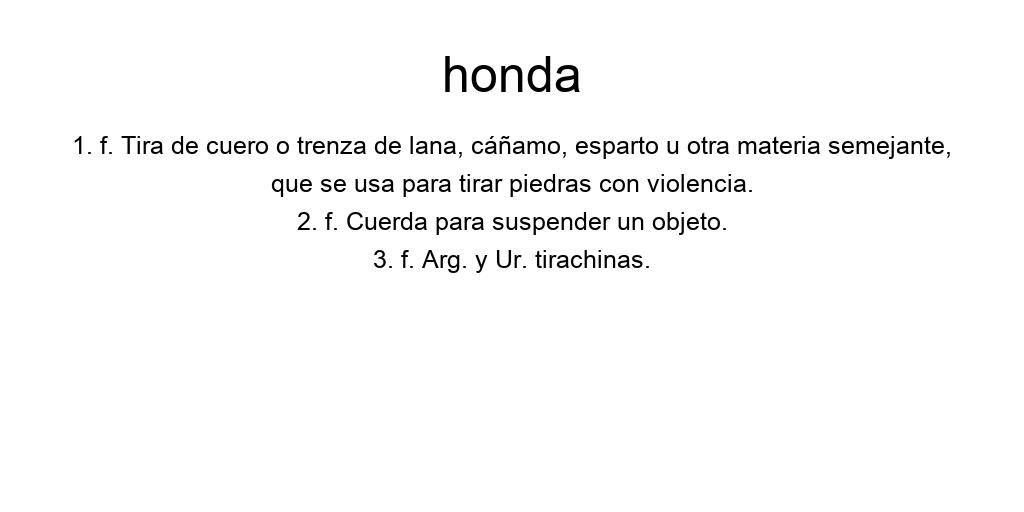 honda
1. f. Tira de cuero o trenza de lana, cáñamo, esparto u otra materia semejante,
que se usa para tirar piedras con violencia.
2. f. Cuerda para suspender un objeto.
3. f. Arg. y Ur. tirachinas.